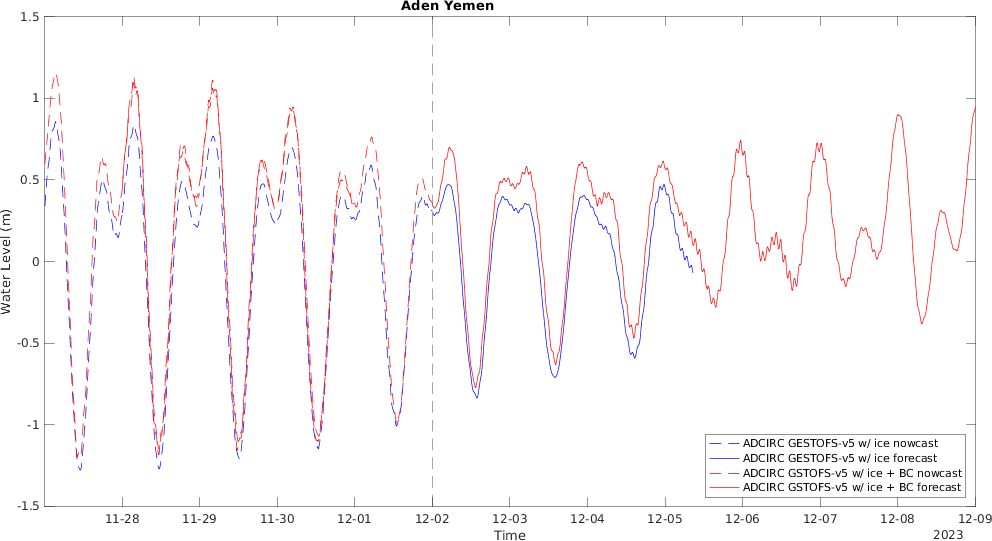 Aden Yemen
1.5
1
0.5
0
-0.5
-1
-1.5
Water Level (m)
11-28 11-29 11-30 12-01 12-02 12-03 12-04 12-05 12-06 12-07 12-08 12-09
Time
2023
ADCIRC GESTOFS-v5 w/ ice nowcast
ADCIRC GESTOFS-v5 w/ ice forecast
ADCIRC GSTOFS-v5 w/ ice + BC nowcast
ADCIRC GSTOFS-v5 w/ ice + BC forecast